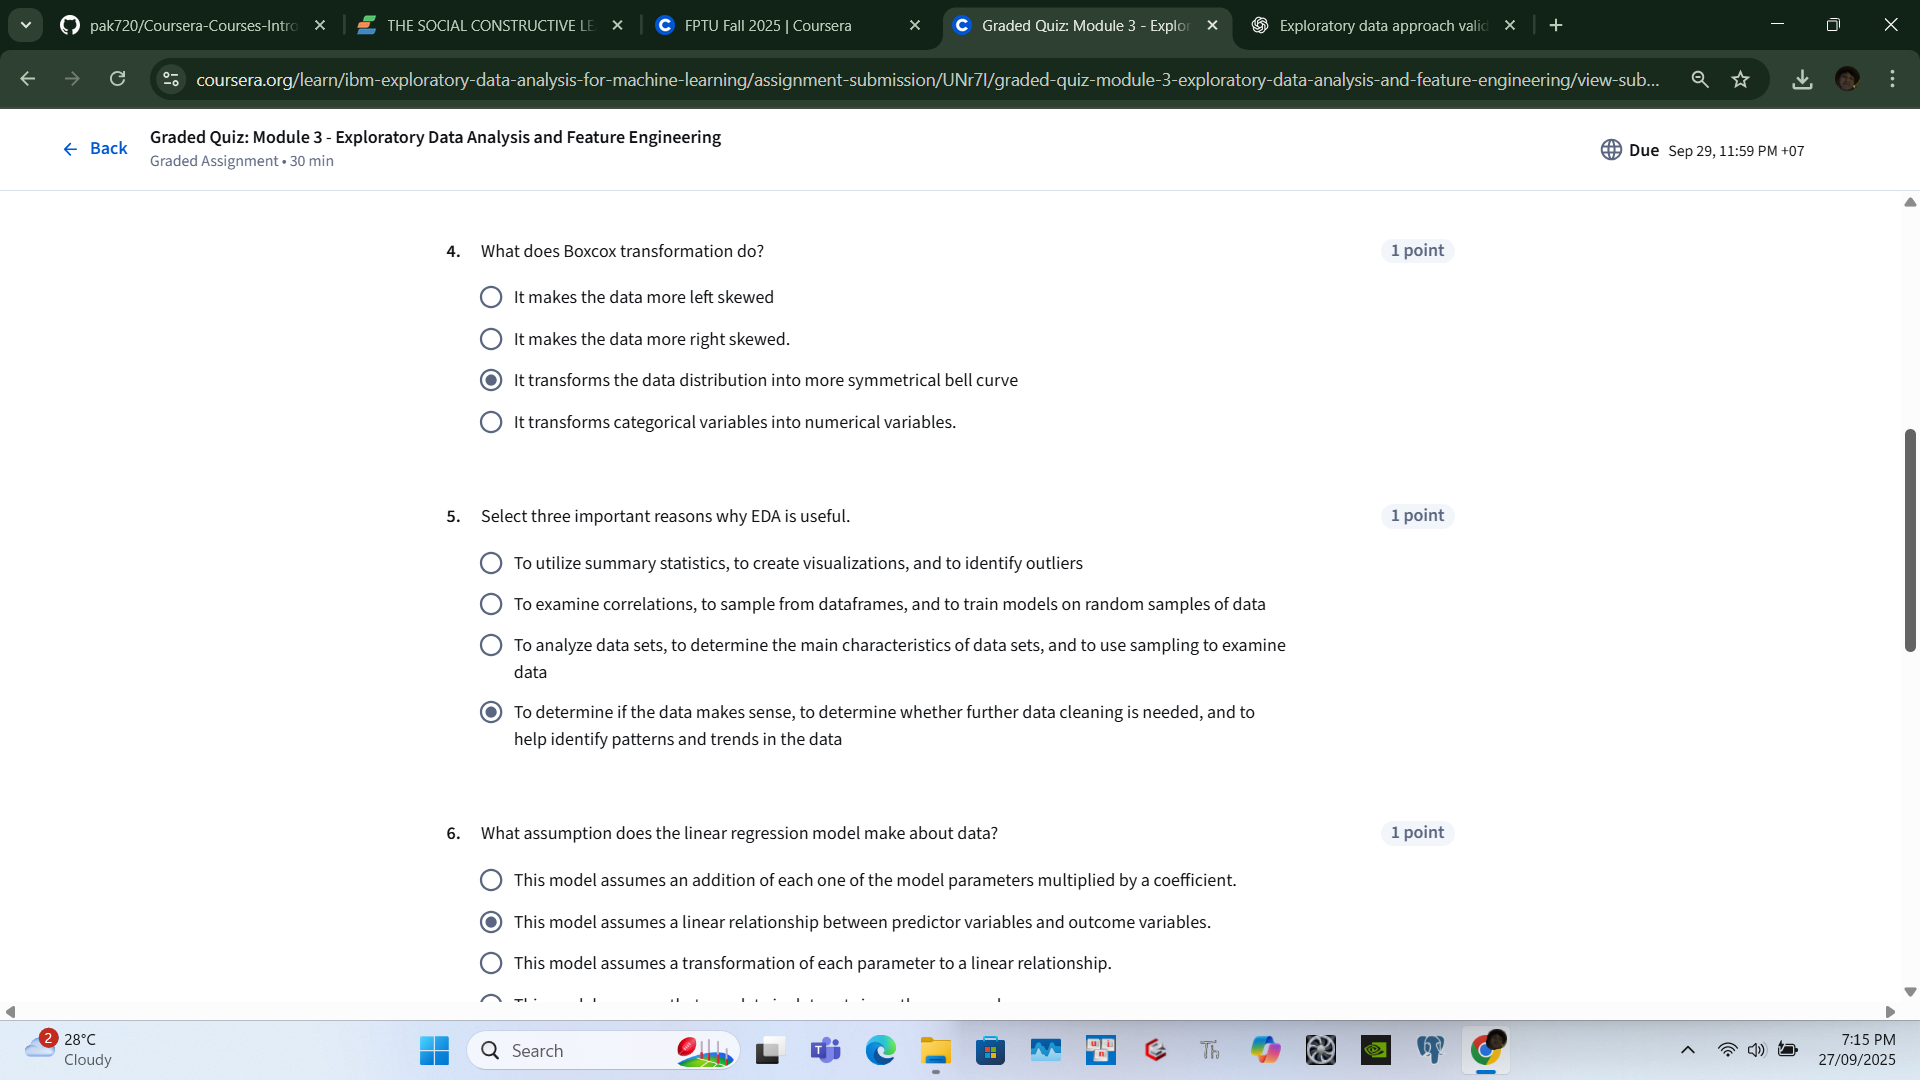 pak720/Coursera-Courses-Intro
THE SOCIAL CONSTRUCTIVE LE
FPTU Fall 2025 | Coursera
Graded Quiz: Module 3 - Explor
Exploratory data approach valid
coursera.org/learn/ibm-exploratory-data-analysis-for-machine-learning/assignment-submission/UNr7I/graded-quiz-module-3-exploratory-data-analysis-and-feature-engineering/view-sub...
Back
Graded Quiz: Module 3 - Exploratory Data Analysis and Feature Engineering
Graded Assignment • 30 min
Due Sep 29, 11:59 PM +07
4. What does Boxcox transformation do?
1 point
It makes the data more left skewed
It makes the data more right skewed.
It transforms the data distribution into more symmetrical bell curve
It transforms categorical variables into numerical variables.
5. Select three important reasons why EDA is useful.
1 point
To utilize summary statistics, to create visualizations, and to identify outliers
To examine correlations, to sample from dataframes, and to train models on random samples of data
To analyze data sets, to determine the main characteristics of data sets, and to use sampling to examine
data
To determine if the data makes sense, to determine whether further data cleaning is needed, and to
help identify patterns and trends in the data
6. What assumption does the linear regression model make about data?
1 point
This model assumes an addition of each one of the model parameters multiplied by a coefficient.
This model assumes a linear relationship between predictor variables and outcome variables.
This model assumes a transformation of each parameter to a linear relationship.
2
28°C
Cloudy
Search
Th
7:15 PM
27/09/2025